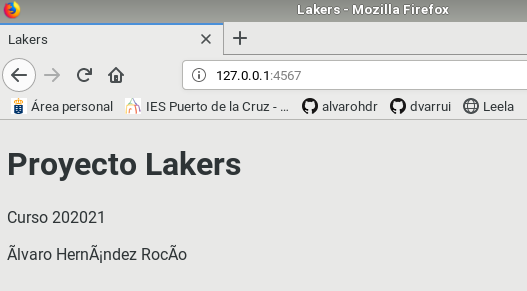 Lakers - Mozilla Firefox
Lakers
127.0.0.1:4567
Área personal IES Puerto de la Cruz - ... alvarohdr dvarrui Leela
Proyecto Lakers
Curso 202021
Ãlvaro HernÃ¡ndez RocÃ­o